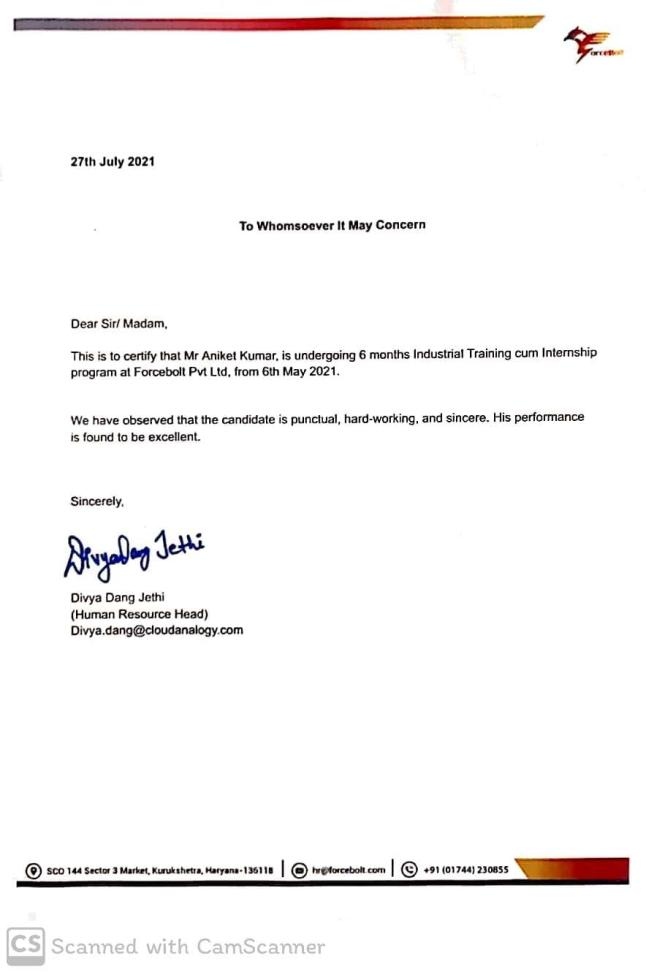 ForceBolt
27th July 2021
To Whomsoever It May Concern
Dear Sir/ Madam,
This is to certify that Mr Aniket Kumar, is undergoing 6 months Industrial Training cum Internship
program at Forcebolt Pvt Ltd, from 6th May 2021.
We have observed that the candidate is punctual, hard-working, and sincere. His performance
is found to be excellent.
Sincerely,
DivyaDang Jethi
Divya Dang Jethi
(Human Resource Head)
Divya.dang@cloudanalogy.com
SCO 144 Sector 3 Market, Kurukshetra, Haryana-136118 | hr@forcebolt.com | +91 (01744) 230855
CS Scanned with CamScanner